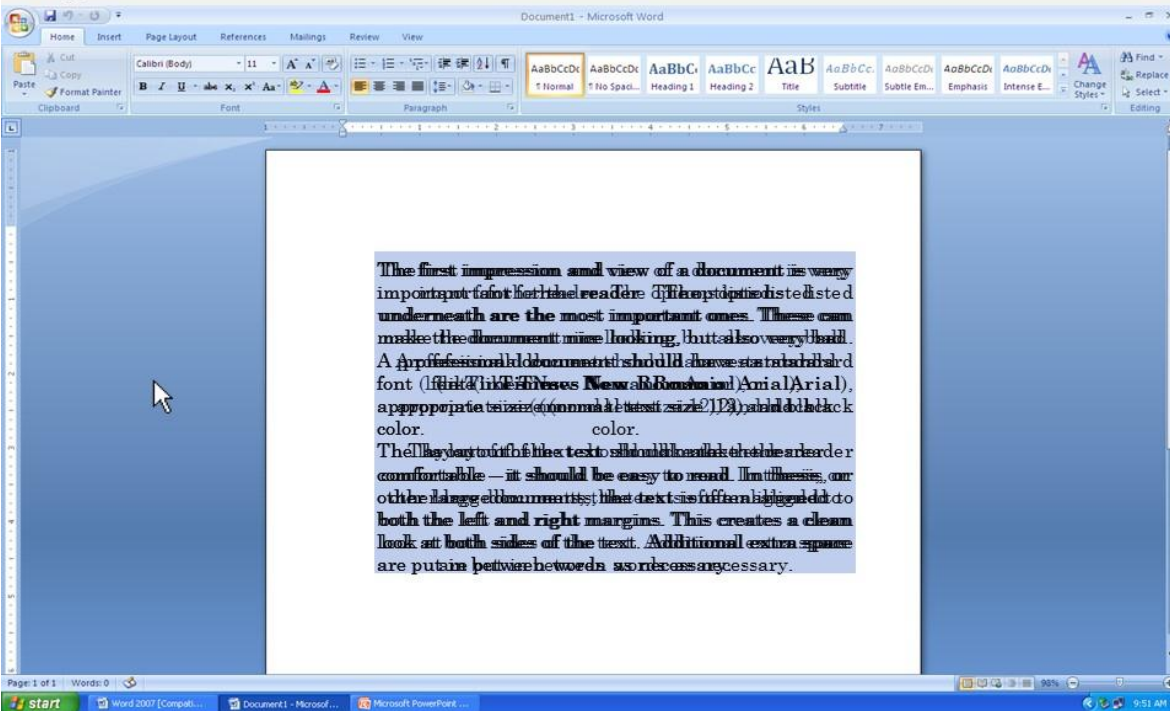 Document1 - Microsoft Word
Home Insert Page Layout References Mailings Review View
Paste
Cut
Copy
Format Painter
Clipboard
Calibri (Body) 11
Font
Paragraph
AaBbCcDc AaBbCcDc AaBbC AaBbCc AaB AaBbCc. AaBbCcDt AaBbCcDt AaBbCcDt
¶ Normal ¶ No Spaci... Heading 1 Heading 2 Title Subtitle Subtle Em... Emphasis Intense E...
Change Styles
Styles
Find
Replace
Select
Editing
The first impression and view of a document is very
important for the reader. The options listed
underneath are the most important ones. These can
make the document nice looking, but also very bad.
A professional document should have a standard
font (like Times New Roman or Arial),
appropriate size (normal text size 12), and black
color.
The layout of the text should make the reader
comfortable – it should be easy to read. In thesis, or
other large documents, the text is often aligned to
both the left and right margins. This creates a clean
look at both sides of the text. Additional extra space
are put in between words as necessary.
Page: 1 of 1 Words: 0 98%
start Word 2007 [Compati... Document1 - Microsof... Microsoft PowerPoint ... 9:51 AM